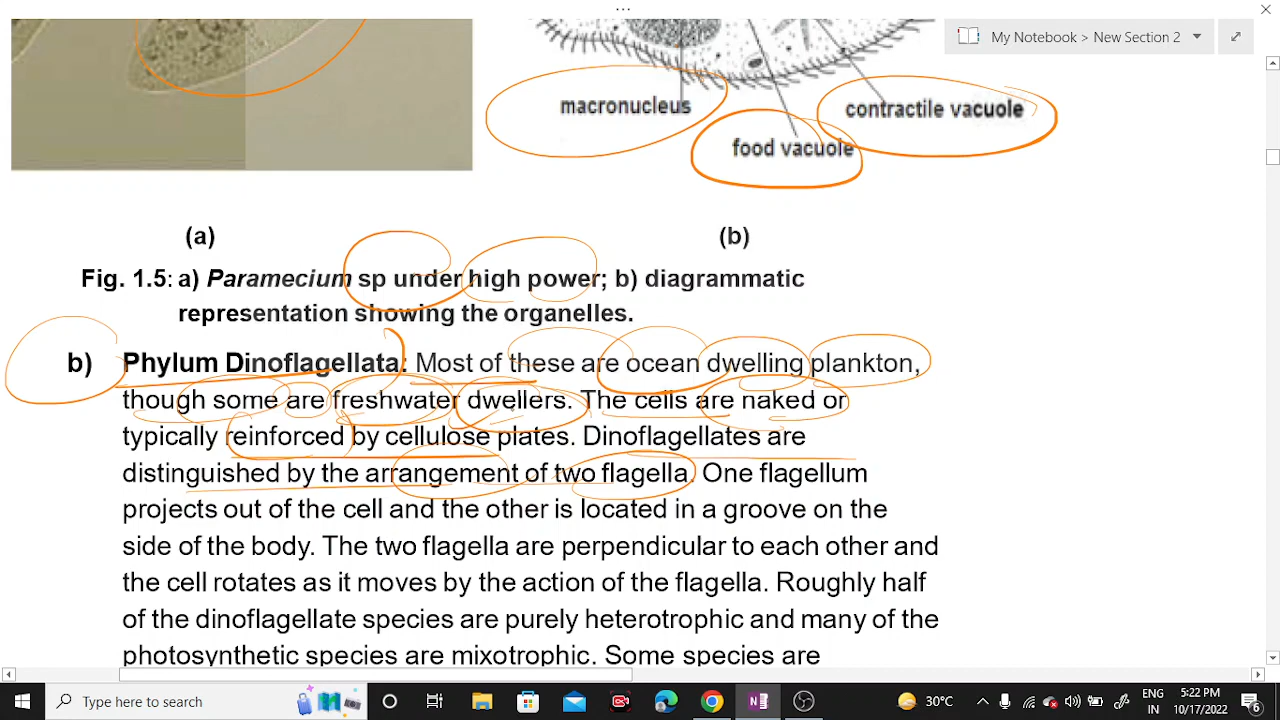 My Notebook > New Section 2
macronucleus
contractile vacuole
food vacuole
(a)
(b)
Fig. 1.5: a) Paramecium sp under high power; b) diagrammatic
representation showing the organelles.
b) Phylum Dinoflagellata: Most of these are ocean dwelling plankton,
though some are freshwater dwellers. The cells are naked or
typically reinforced by cellulose plates. Dinoflagellates are
distinguished by the arrangement of two flagella. One flagellum
projects out of the cell and the other is located in a groove on the
side of the body. The two flagella are perpendicular to each other and
the cell rotates as it moves by the action of the flagella. Roughly half
of the dinoflagellate species are purely heterotrophic and many of the
photosynthetic species are mixotrophic. Some species are
Type here to search
30°C
ENG
IN
5:22 PM
10/17/2022
6